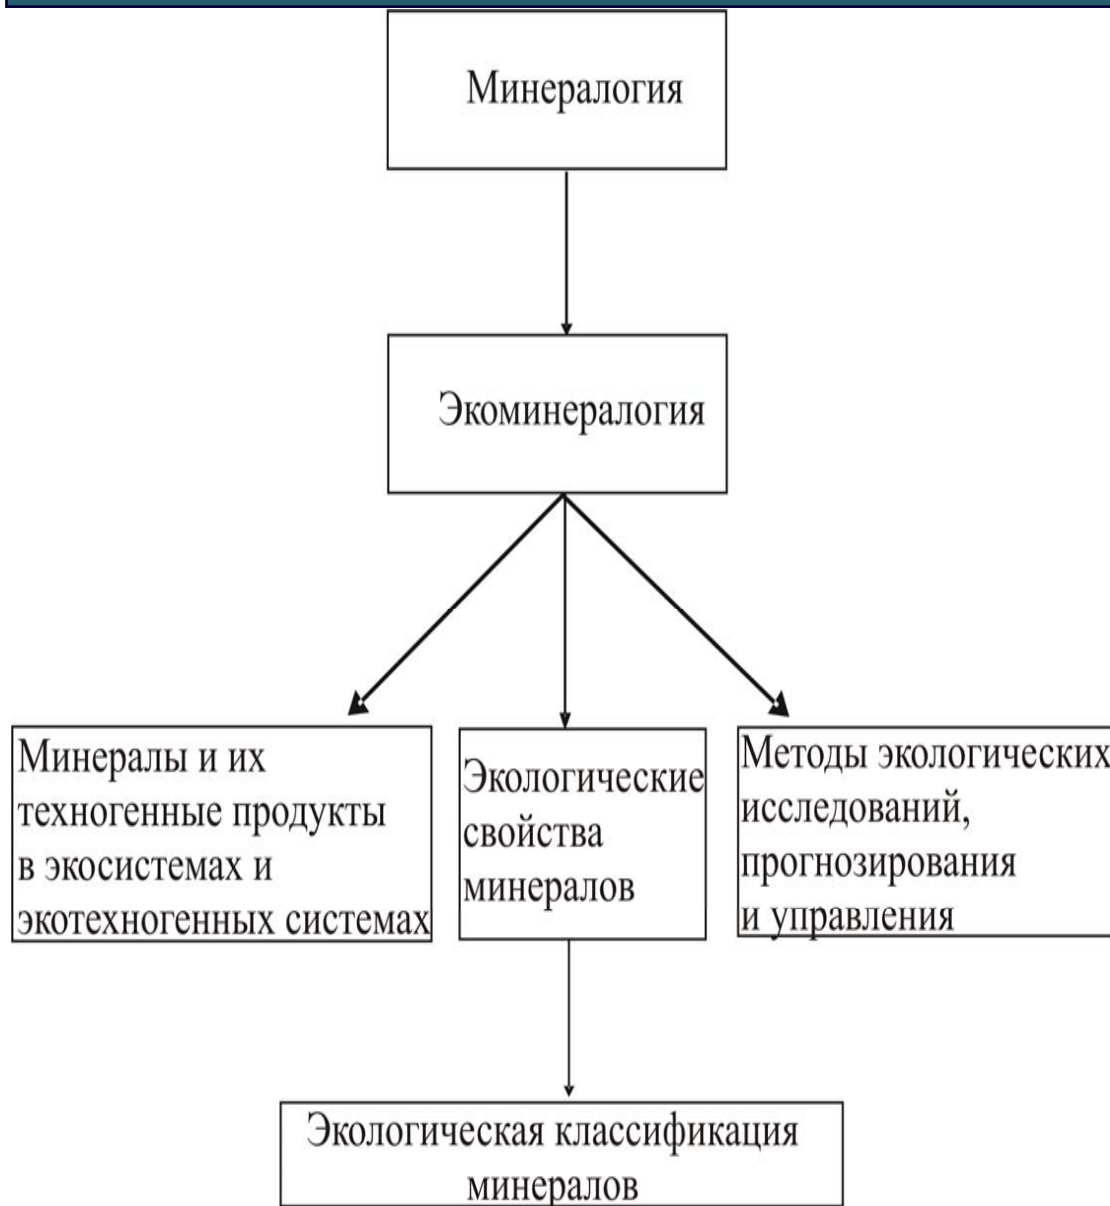 Минералогия
Экоминералогия
Минералы и их
техногенные продукты
в экосистемах и
экотехногенных системах
Экологические
свойства
минералов
Методы экологических
исследований,
прогнозирования
и управления
Экологическая классификация
минералов